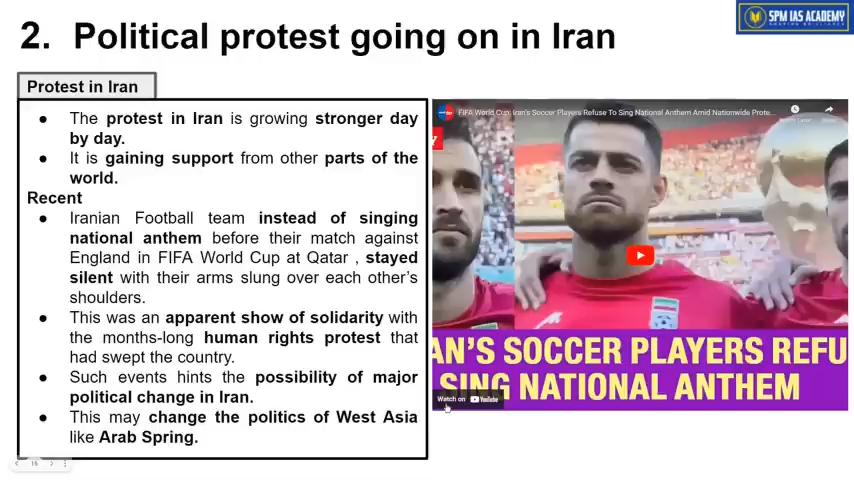 SPM IAS ACADEMY
2. Political protest going on in Iran
Protest in Iran
● The protest in Iran is growing stronger day
by day.
● It is gaining support from other parts of the
world.
Recent
● Iranian Football team instead of singing
national anthem before their match against
England in FIFA World Cup at Qatar , stayed
silent with their arms slung over each other's
shoulders.
● This was an apparent show of solidarity with
the months-long human rights protest that
had swept the country.
● Such events hints the possibility of major
political change in Iran.
● This may change the politics of West Asia
like Arab Spring.
FIFA World Cup: Iran's Soccer Players Refuse To Sing National Anthem Amid Nationwide Prote...
AN'S SOCCER PLAYERS REFU
SING NATIONAL ANTHEM
Watch on YouTube
16